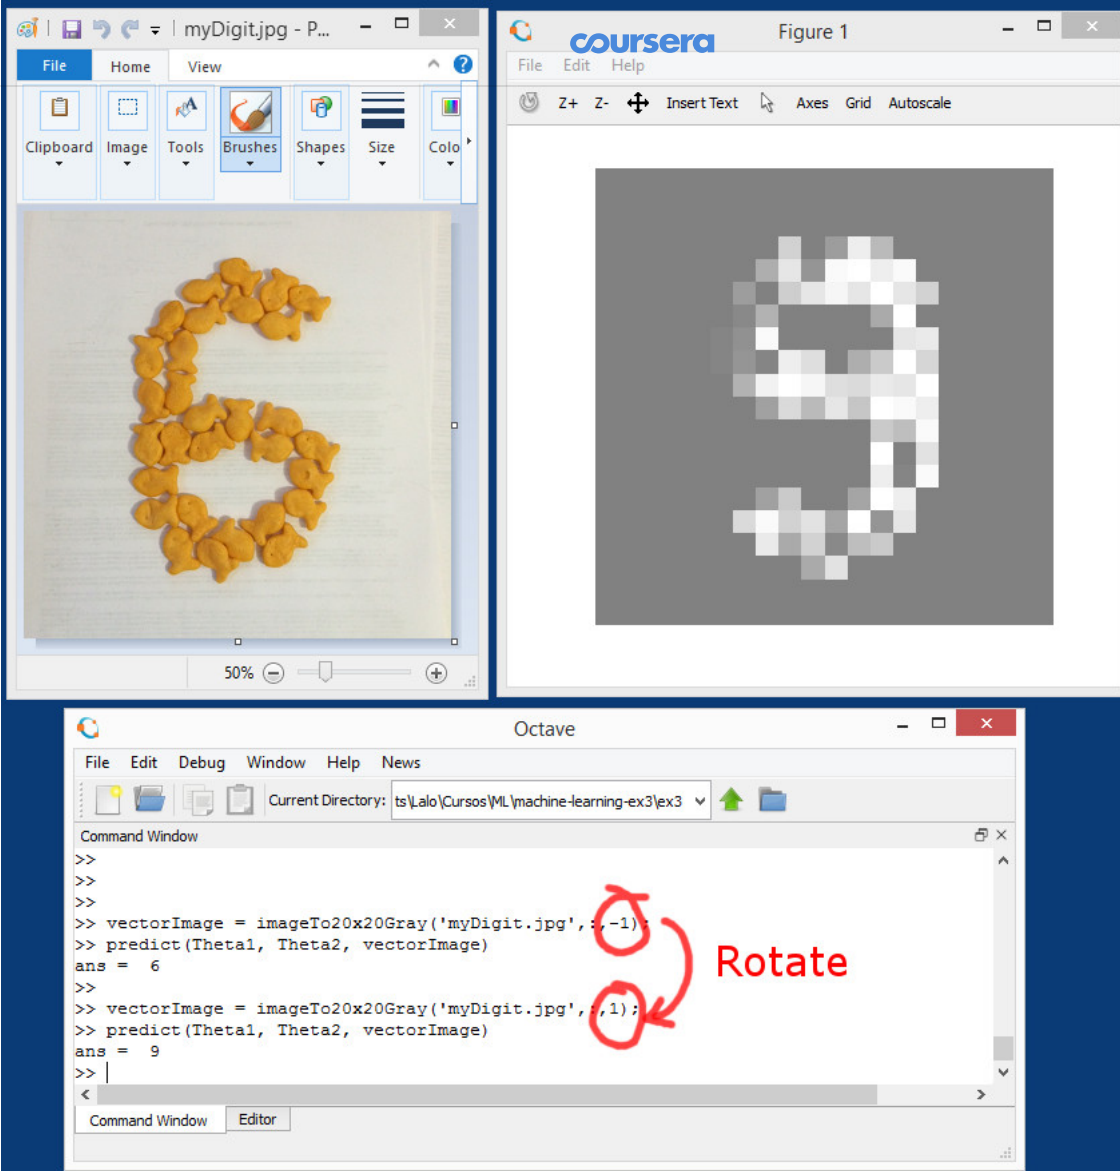 myDigit.jpg - P...
File Home View
Clipboard Image Tools Brushes Shapes Size Colo
50%
coursera
Figure 1
File Edit Help
Z+ Z- Insert Text Axes Grid Autoscale
Octave
File Edit Debug Window Help News
Current Directory: ts\Lalo\Cursos\ML\machine-learning-ex3\ex3
Command Window
>>
>>
>>
>> vectorImage = imageTo20x20Gray('myDigit.jpg',:,-1);
>> predict(Theta1, Theta2, vectorImage)
ans = 6
>>
>> vectorImage = imageTo20x20Gray('myDigit.jpg',:,1);
>> predict(Theta1, Theta2, vectorImage)
ans = 9
>>
Rotate
Command Window Editor